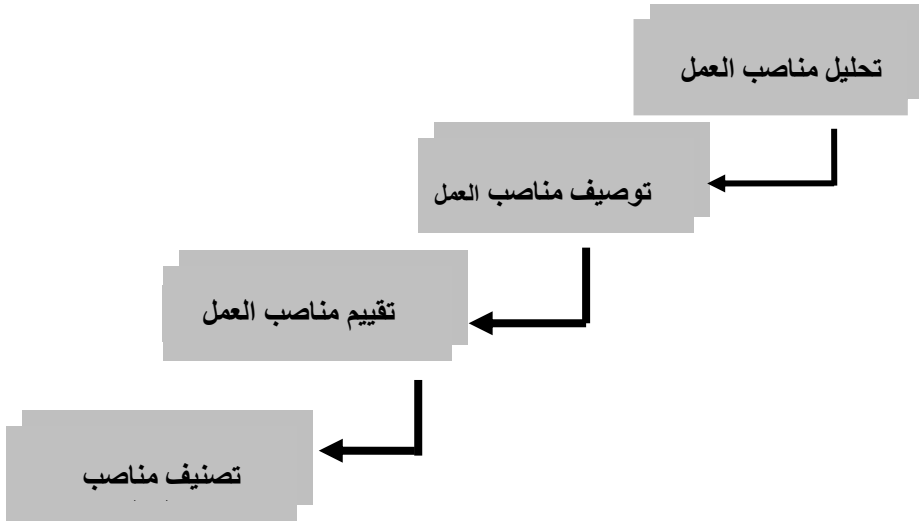 تحليل مناصب العمل
توصيف مناصب العمل
تقييم مناصب العمل
تصنيف مناصب